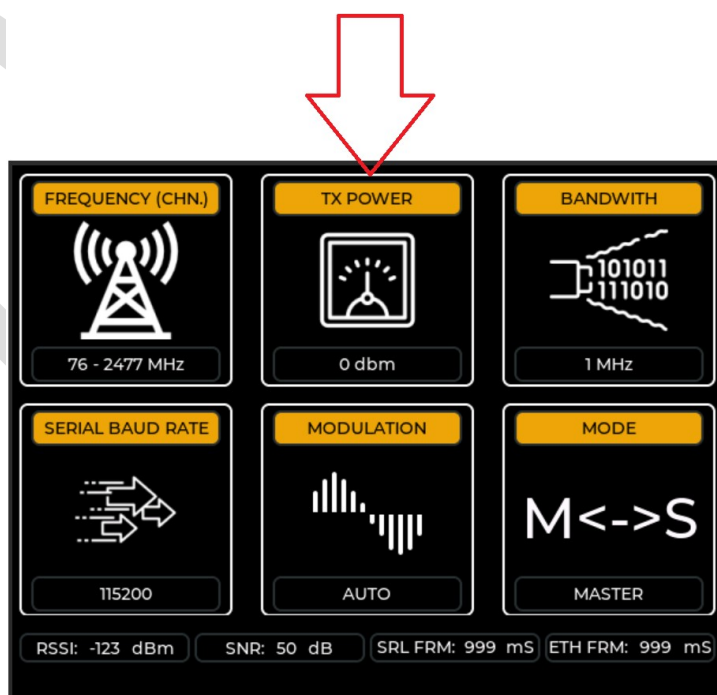 FREQUENCY (CHN.)
TX POWER
BANDWITH
101011
111010
76 - 2477 MHz
0 dbm
1 MHz
SERIAL BAUD RATE
MODULATION
MODE
M<->S
115200
AUTO
MASTER
RSSI: -123 dBm
SNR: 50 dB
SRL FRM: 999 mS
ETH FRM: 999 mS